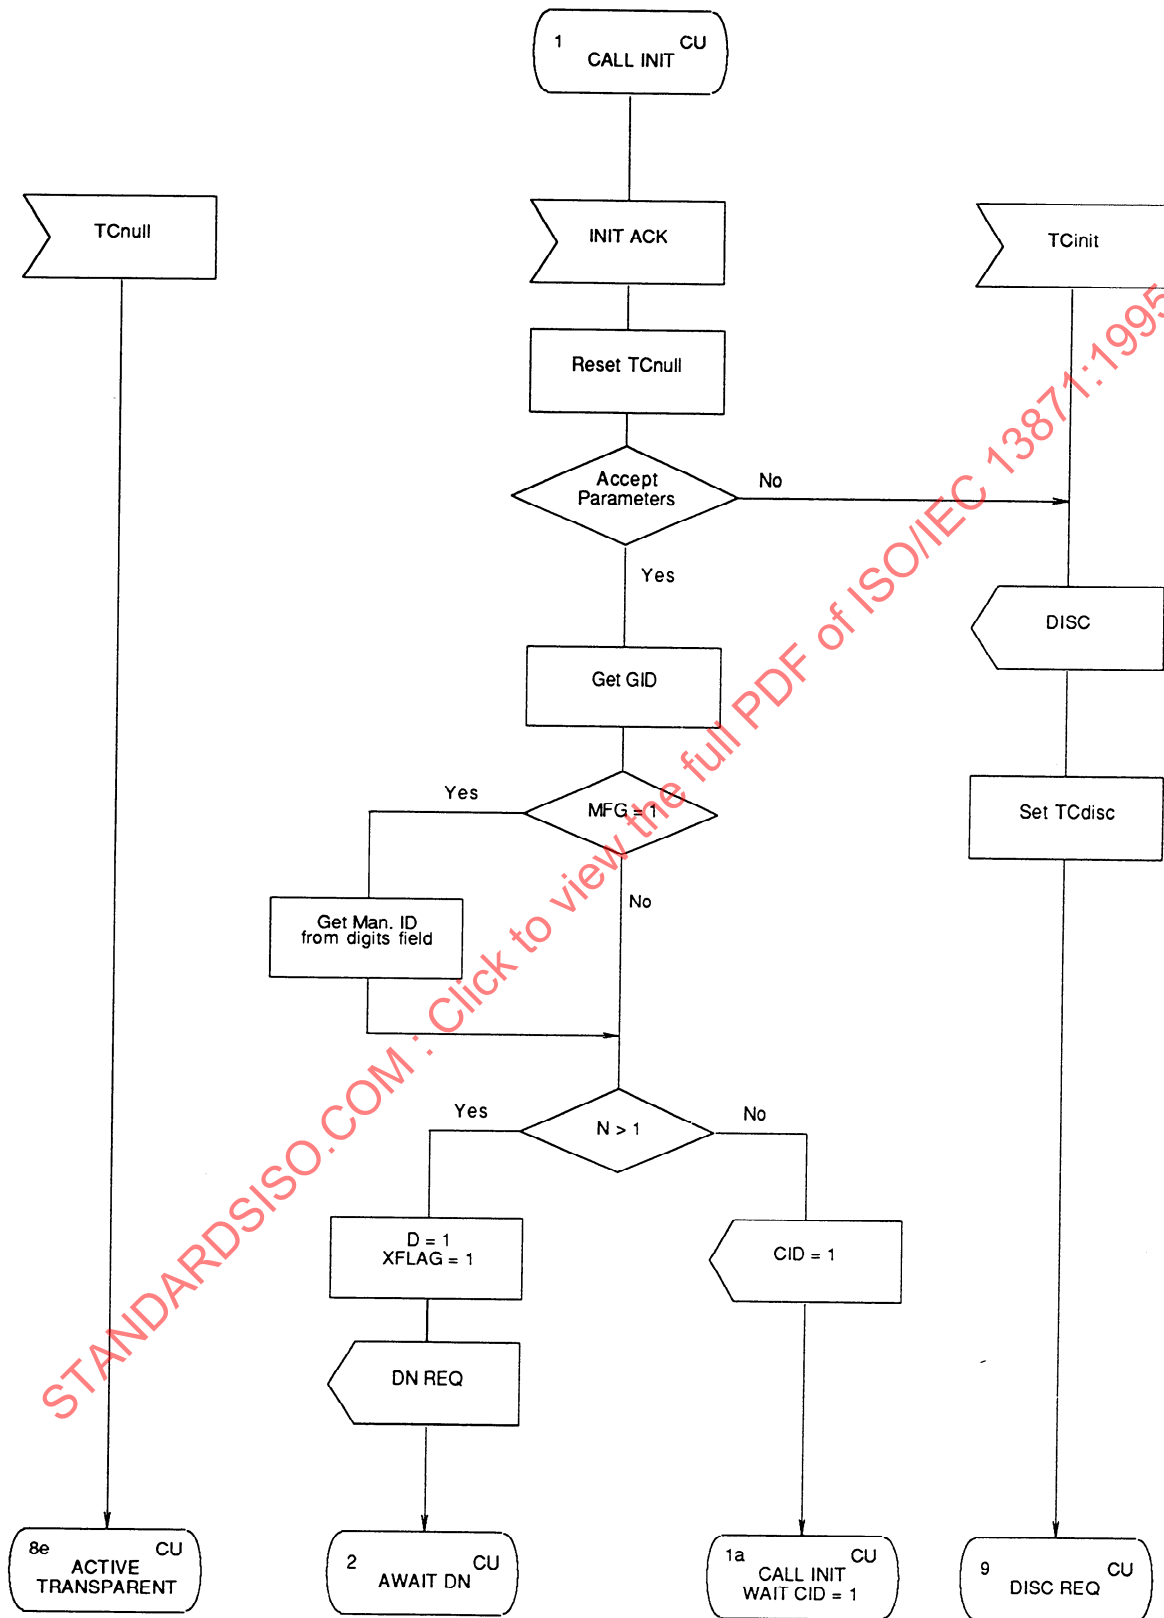 1 CU
CALL INIT
TCnull
INIT ACK
TCinit
Reset TCnull
Accept
Parameters
No
Yes
DISC
Get GID
Yes
MFG = 1
Set TCdisc
No
Get Man. ID
from digits field
Yes
N > 1
No
D = 1
XFLAG = 1
CID = 1
DN REQ
8e CU
ACTIVE
TRANSPARENT
2 CU
AWAIT DN
1a CU
CALL INIT
WAIT CID = 1
9 CU
DISC REQ
STANDARDSISO.COM : Click to view the full PDF of ISO/IEC 13871:1995